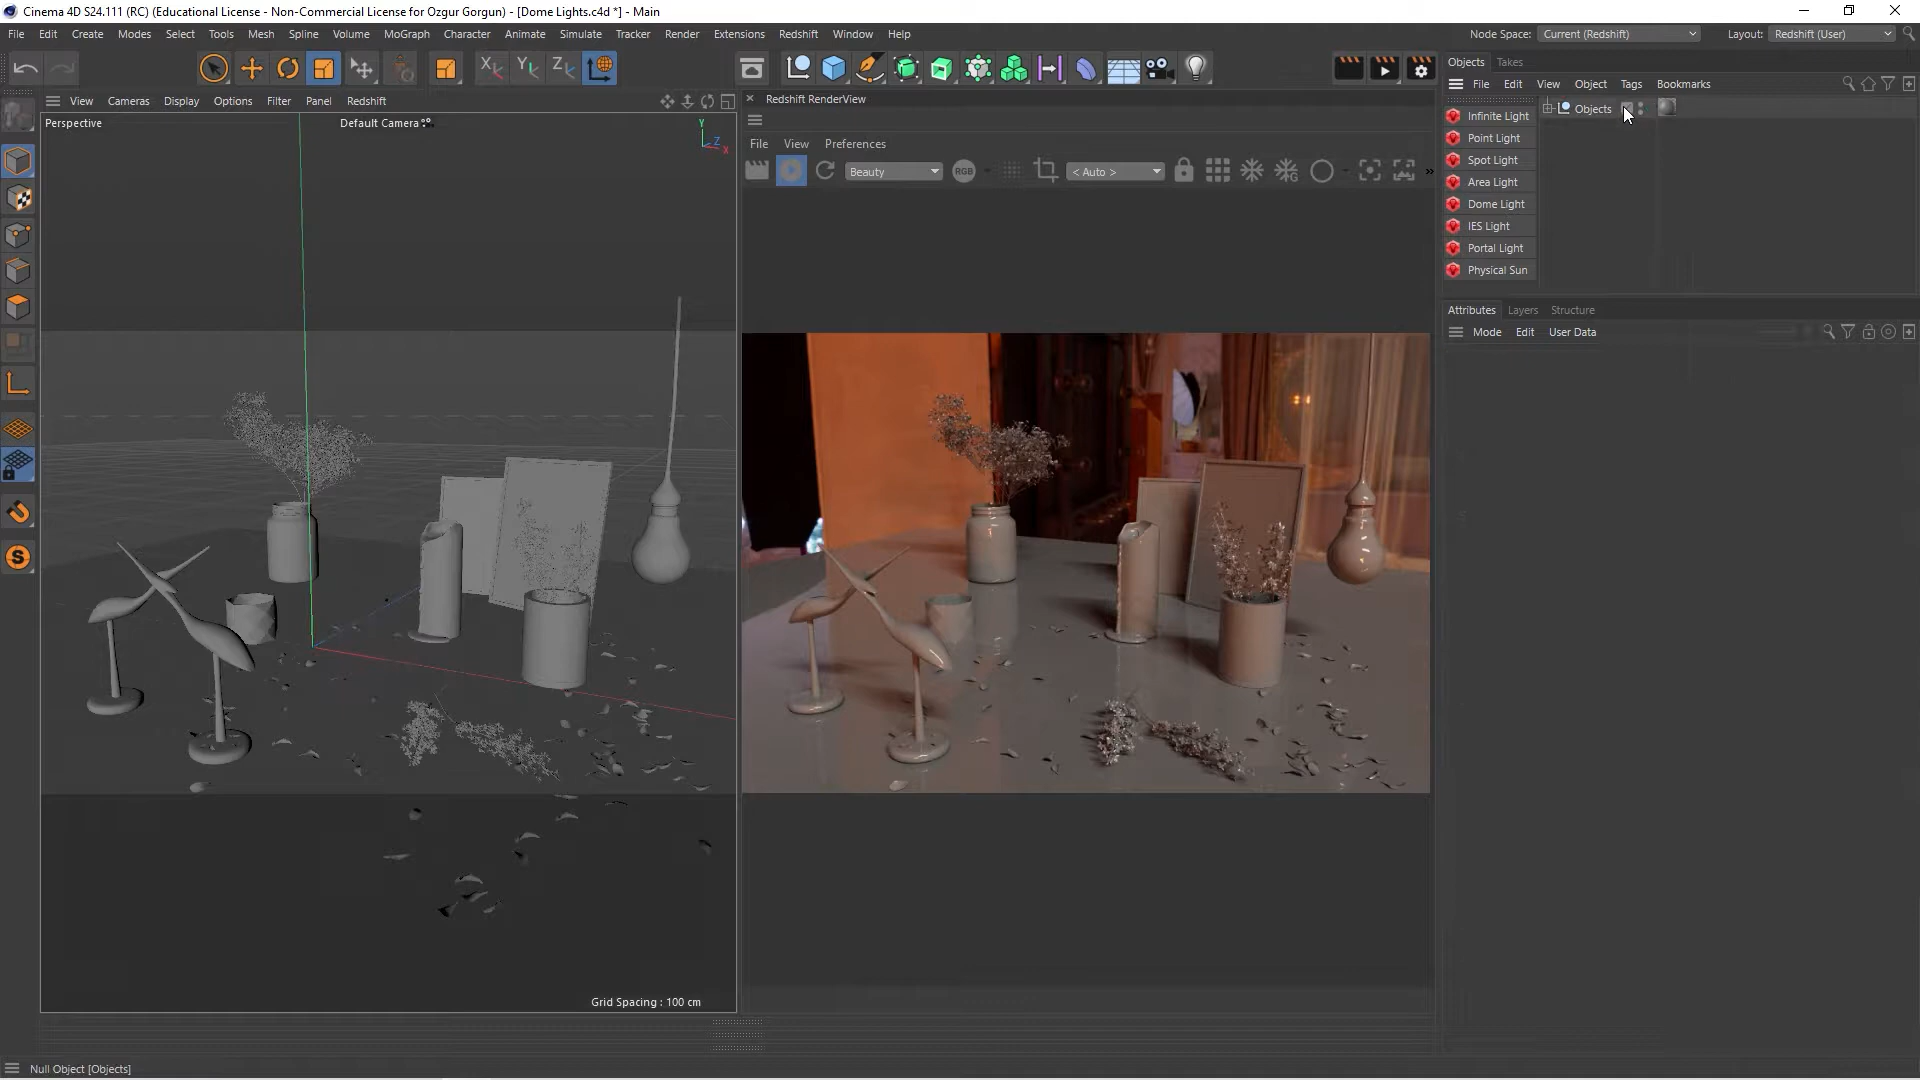 Cinema 4D S24.111 (RC) (Educational License - Non-Commercial License for Ozgur Gorgun) - [Dome Lights.c4d *] - Main
File Edit Create Modes Select Tools Mesh Spline Volume MoGraph Character Animate Simulate Tracker Render Extensions Redshift Window Help
Node Space: Current (Redshift) Layout: Redshift (User)
X Y Z
Objects Takes
File Edit View Object Tags Bookmarks
View Cameras Display Options Filter Panel Redshift
Redshift RenderView
Perspective
Default Camera
Y
Z
X
File View Preferences
Beauty RGB < Auto >
Objects
Infinite Light
Point Light
Spot Light
Area Light
Dome Light
IES Light
Portal Light
Physical Sun
Attributes Layers Structure
Mode Edit User Data
Grid Spacing : 100 cm
Null Object [Objects]